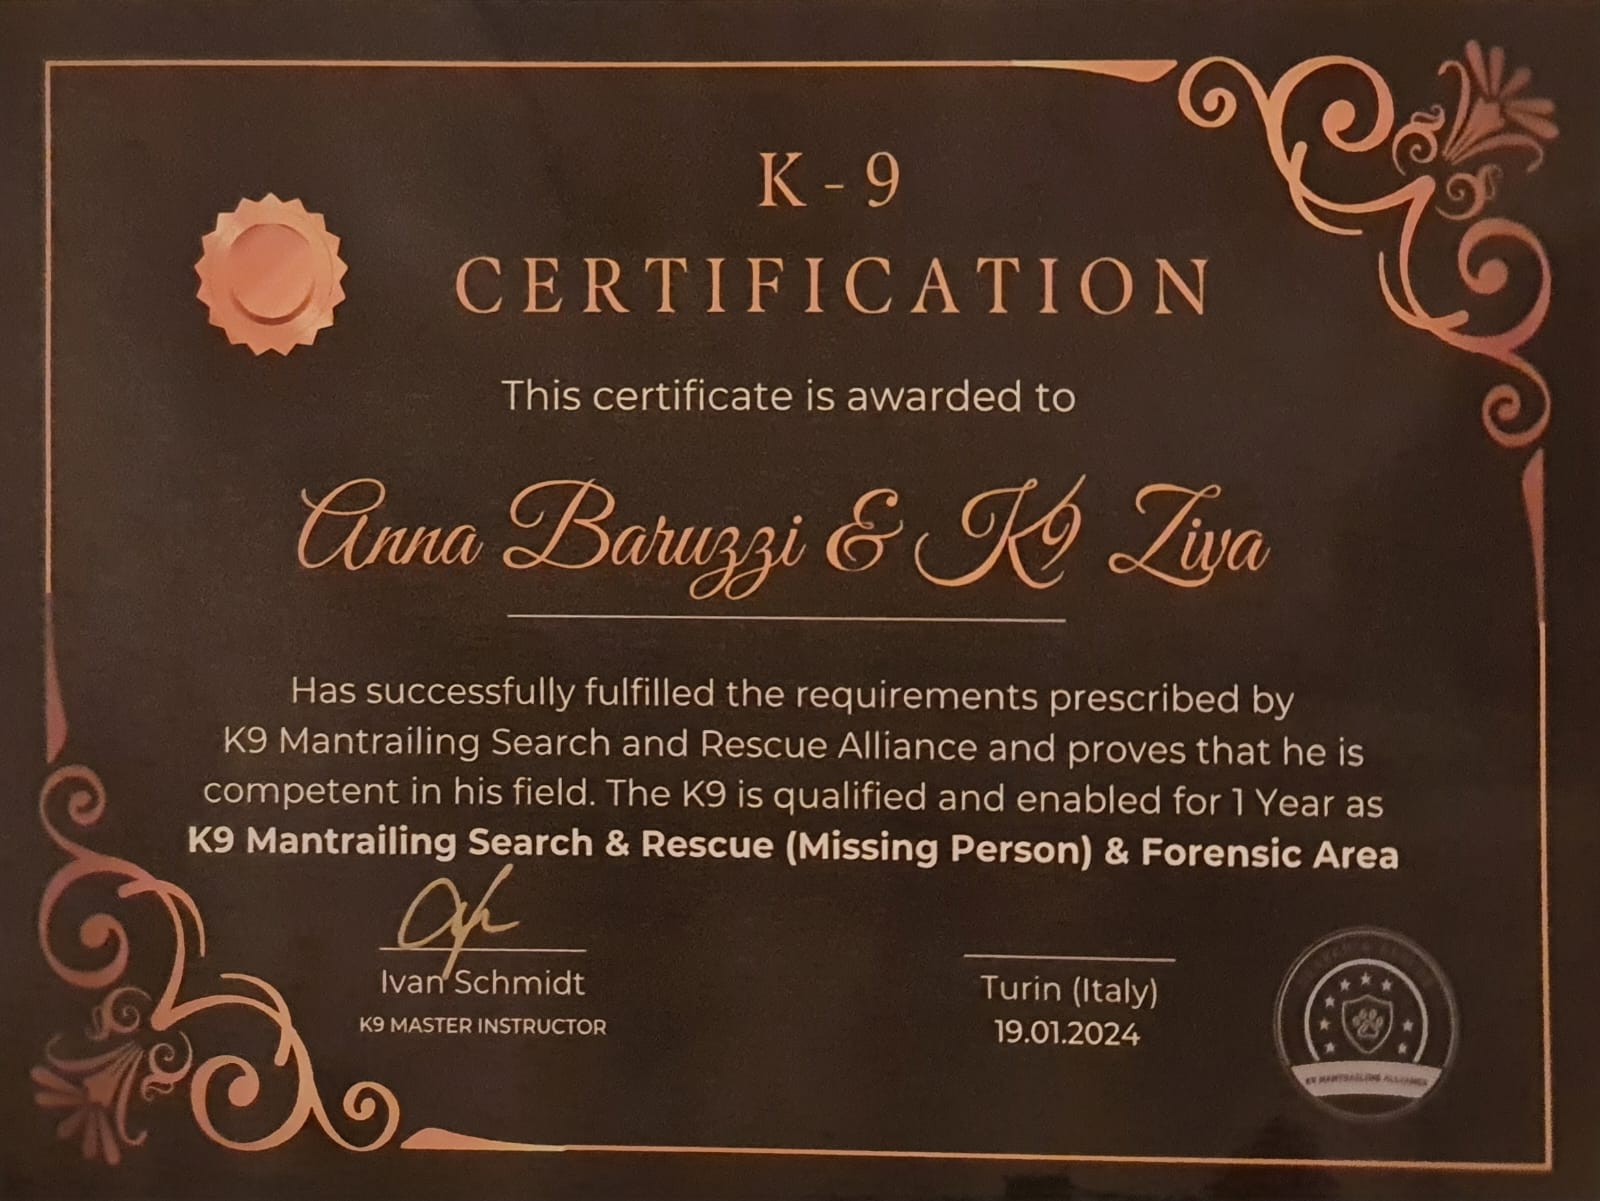 K - 9
CERTIFICATION
This certificate is awarded to
Anna Baruzzi & K9 Ziva
Has successfully fulfilled the requirements prescribed by
K9 Mantrailing Search and Rescue Alliance and proves that he is
competent in his field. The K9 is qualified and enabled for 1 Year as
K9 Mantrailing Search & Rescue (Missing Person) & Forensic Area
Ivan Schmidt
K9 MASTER INSTRUCTOR
Turin (Italy)
19.01.2024
K9 MANTRAILING ALLIANCE